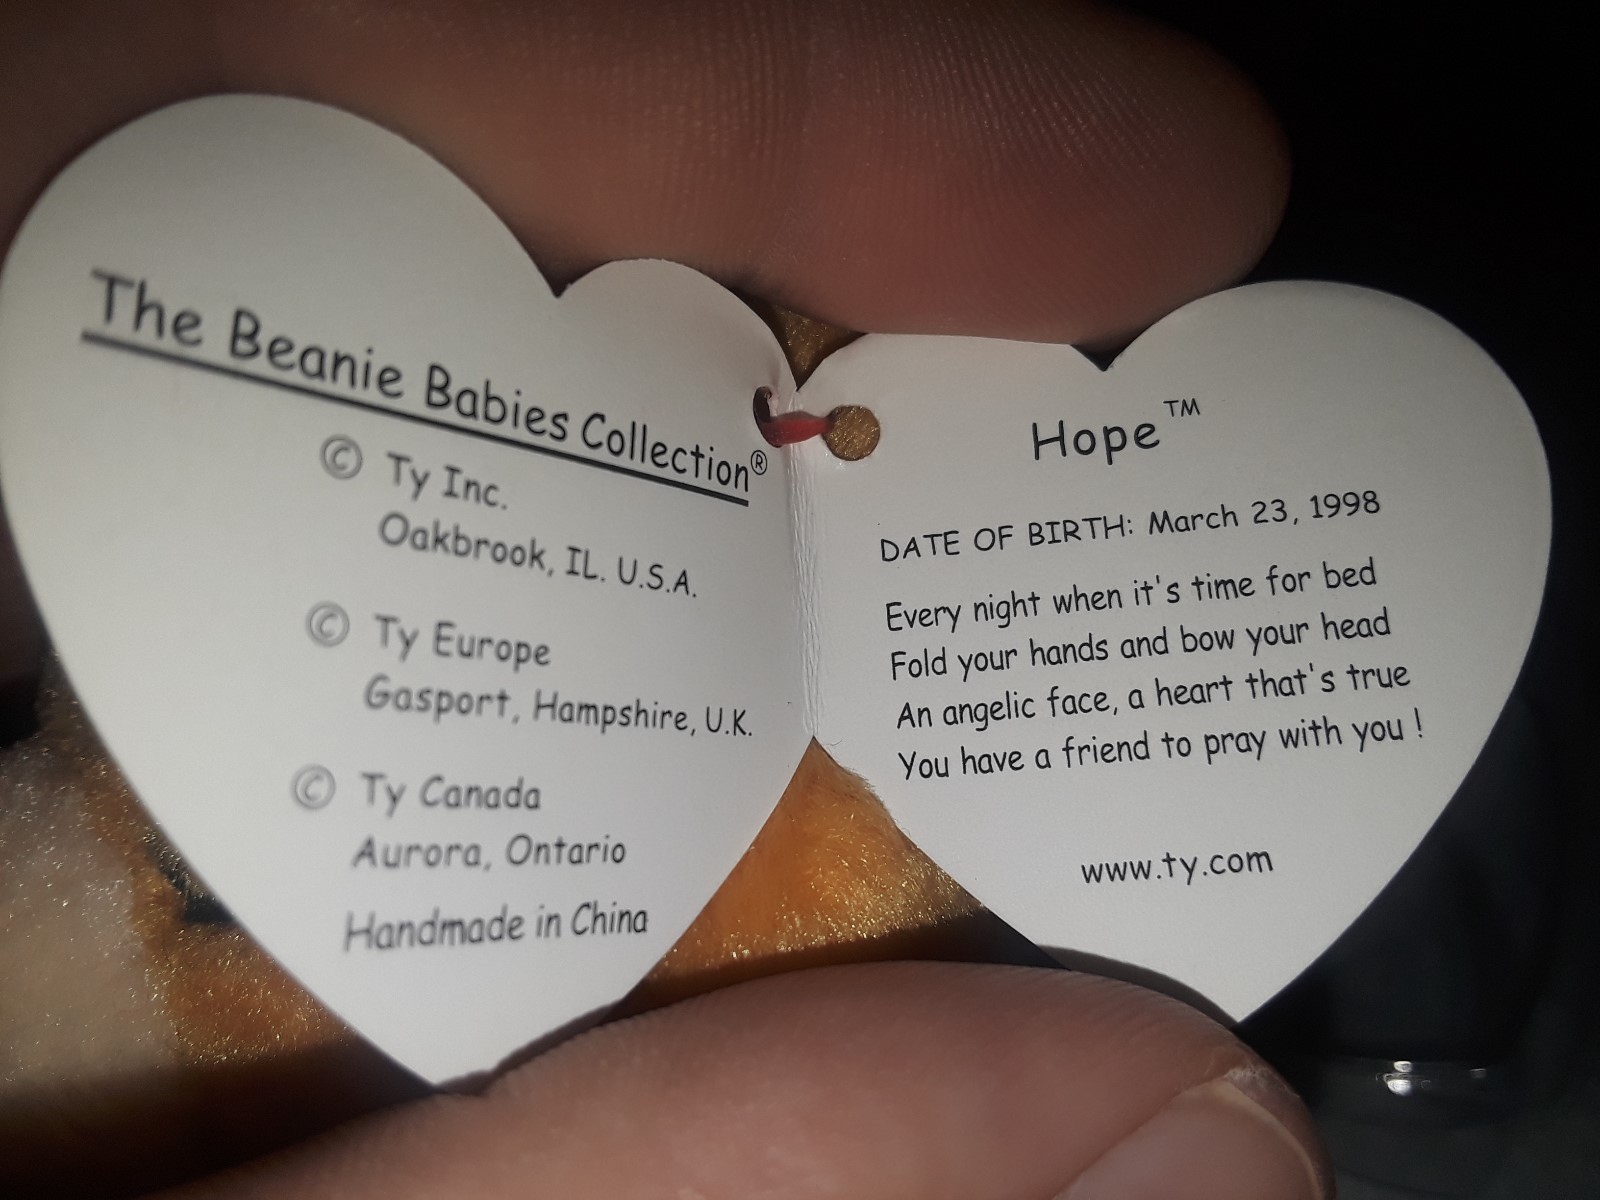 The Beanie Babies Collection®
© Ty Inc.
Oakbrook, IL. U.S.A.
© Ty Europe
Gasport, Hampshire, U.K.
© Ty Canada
Aurora, Ontario
Handmade in China
Hope™
DATE OF BIRTH: March 23, 1998
Every night when it's time for bed
Fold your hands and bow your head
An angelic face, a heart that's true
You have a friend to pray with you !
www.ty.com